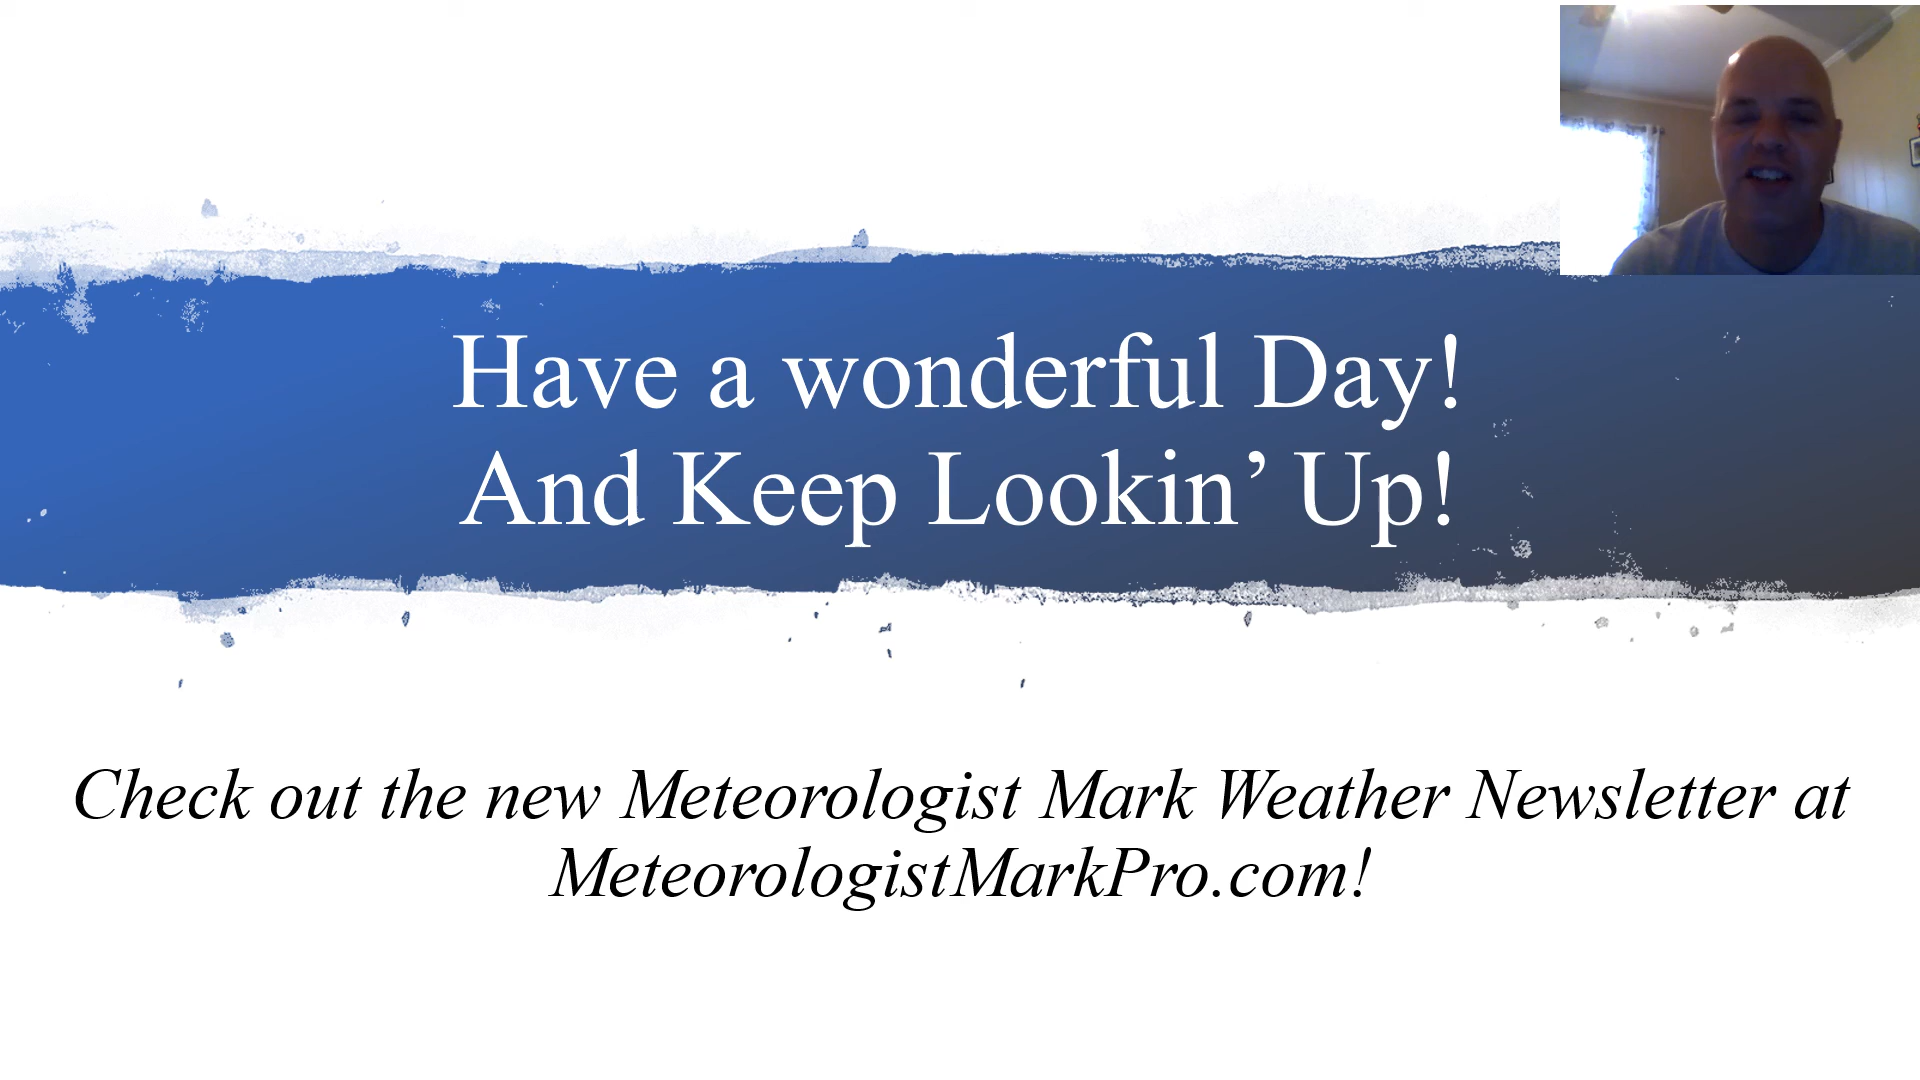 Have a wonderful Day!
And Keep Lookin’ Up!
Check out the new Meteorologist Mark Weather Newsletter at
MeteorologistMarkPro.com!